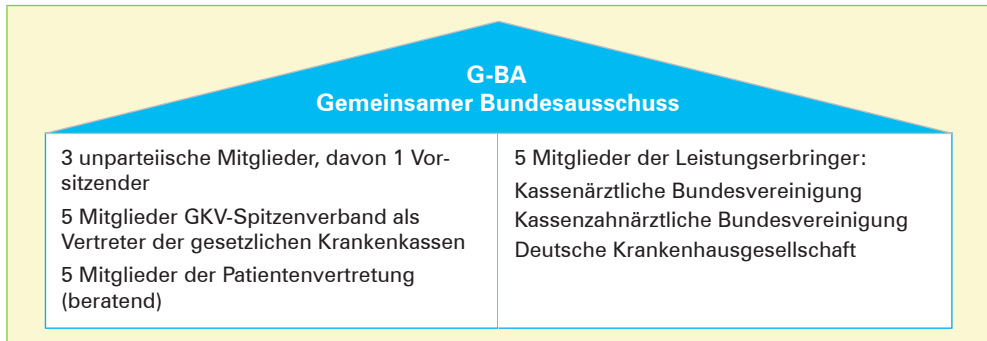 G-BA
Gemeinsamer Bundesausschuss
3 unparteiische Mitglieder, davon 1 Vor-
sitzender
5 Mitglieder GKV-Spitzenverband als
Vertreter der gesetzlichen Krankenkassen
5 Mitglieder der Patientenvertretung
(beratend)
5 Mitglieder der Leistungserbringer:
Kassenärztliche Bundesvereinigung
Kassenzahnärztliche Bundesvereinigung
Deutsche Krankenhausgesellschaft